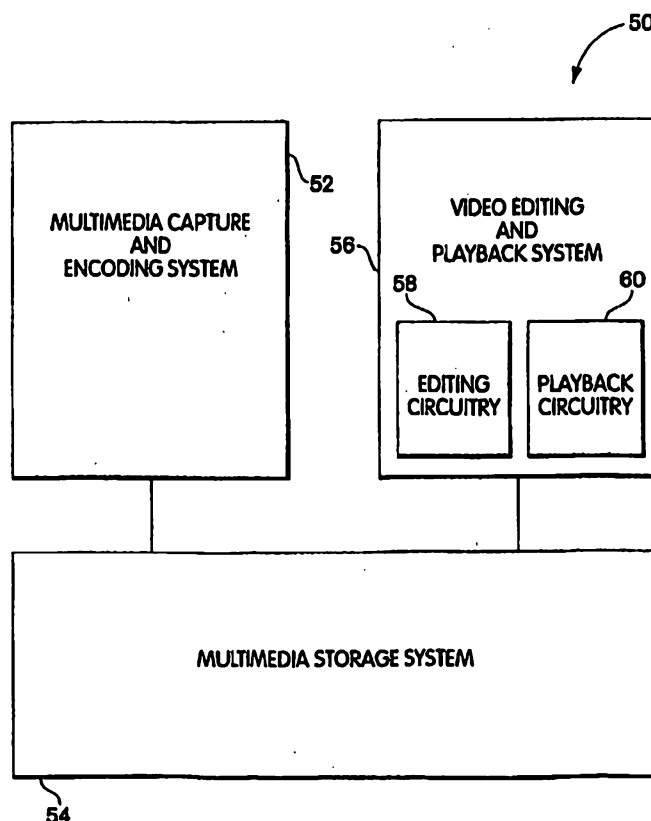 50
52
MULTIMEDIA CAPTURE
AND
ENCODING SYSTEM
56
VIDEO EDITING
AND
PLAYBACK SYSTEM
58
EDITING
CIRCUITRY
60
PLAYBACK
CIRCUITRY
MULTIMEDIA STORAGE SYSTEM
54